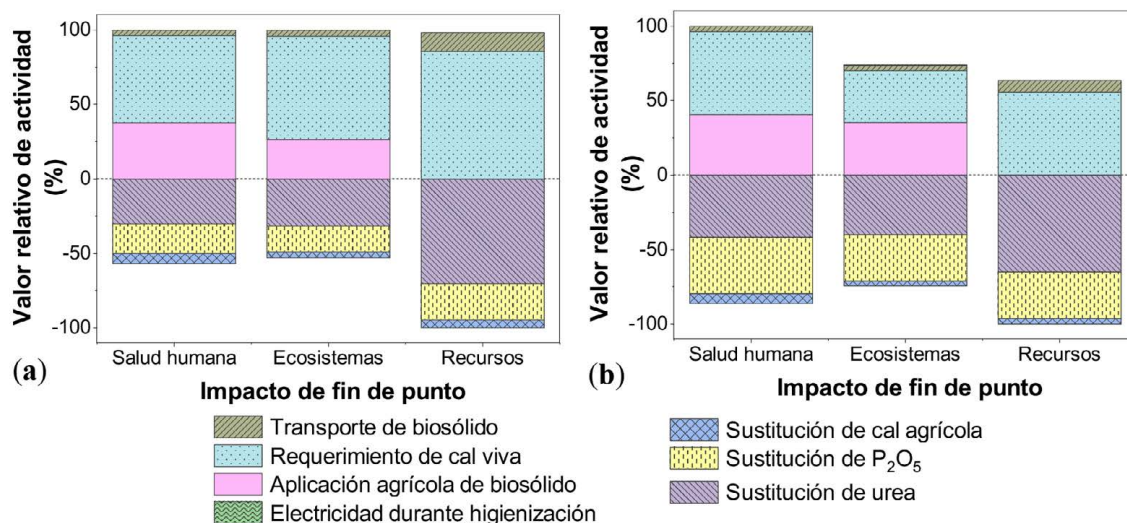 100
50
0
-50
-100
Valor relativo de actividad
(%)
Salud humana
Ecosistemas
Recursos
(a)
Impacto de fin de punto
100
50
0
-50
-100
Valor relativo de actividad
(%)
Salud humana
Ecosistemas
Recursos
(b)
Impacto de fin de punto
Transporte de biosólido
Requerimiento de cal viva
Aplicación agrícola de biosólido
Electricidad durante higienización
Sustitución de cal agrícola
Sustitución de P₂O₅
Sustitución de urea